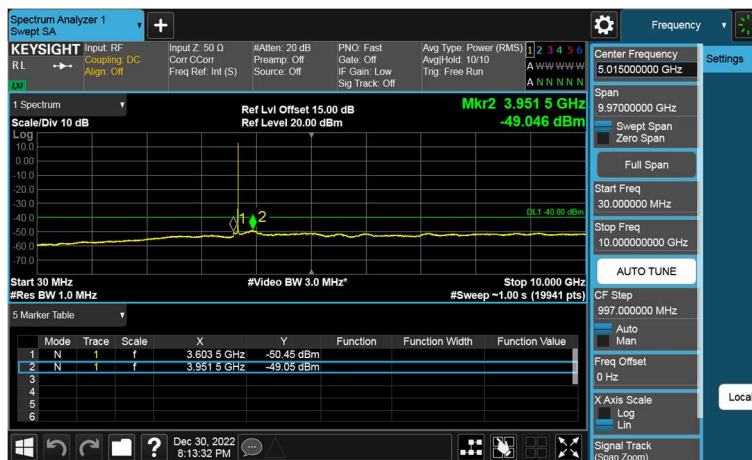 Spectrum Analyzer 1
Swept SA
Frequency
KEYSIGHT
RL
LXI
Input: RF
Coupling: DC
Align: Off
Input Z: 50 Ω
Corr CCorr
Freq Ref: Int (S)
#Atten: 20 dB
Preamp: Off
Source: Off
PNO: Fast
Gate: Off
IF Gain: Low
Sig Track: Off
Avg Type: Power (RMS)
Avg|Hold: 10/10
Trig: Free Run
1 2 3 4 5 6
A W W W W W
A N N N N N
1 Spectrum
Scale/Div 10 dB
Ref Lvl Offset 15.00 dB
Ref Level 20.00 dBm
Mkr2 3.951 5 GHz
-49.046 dBm
Log
10.0
0.00
-10.0
-20.0
-30.0
-40.0
-50.0
-60.0
-70.0
1
2
DL1 -40.00 dBm
Start 30 MHz
#Res BW 1.0 MHz
#Video BW 3.0 MHz*
Stop 10.000 GHz
#Sweep ~1.00 s (19941 pts)
5 Marker Table
Mode Trace Scale X Y Function Function Width Function Value
1 N 1 f 3.603 5 GHz -50.45 dBm
2 N 1 f 3.951 5 GHz -49.05 dBm
3
4
5
6
Dec 30, 2022
8:13:32 PM
?
Center Frequency
5.015000000 GHz
Span
9.97000000 GHz
Swept Span
Zero Span
Full Span
Start Freq
30.000000 MHz
Stop Freq
10.000000000 GHz
AUTO TUNE
CF Step
997.000000 MHz
Auto
Man
Freq Offset
0 Hz
X Axis Scale
Log
Lin
Signal Track
(Span Zoom)
Settings
Local